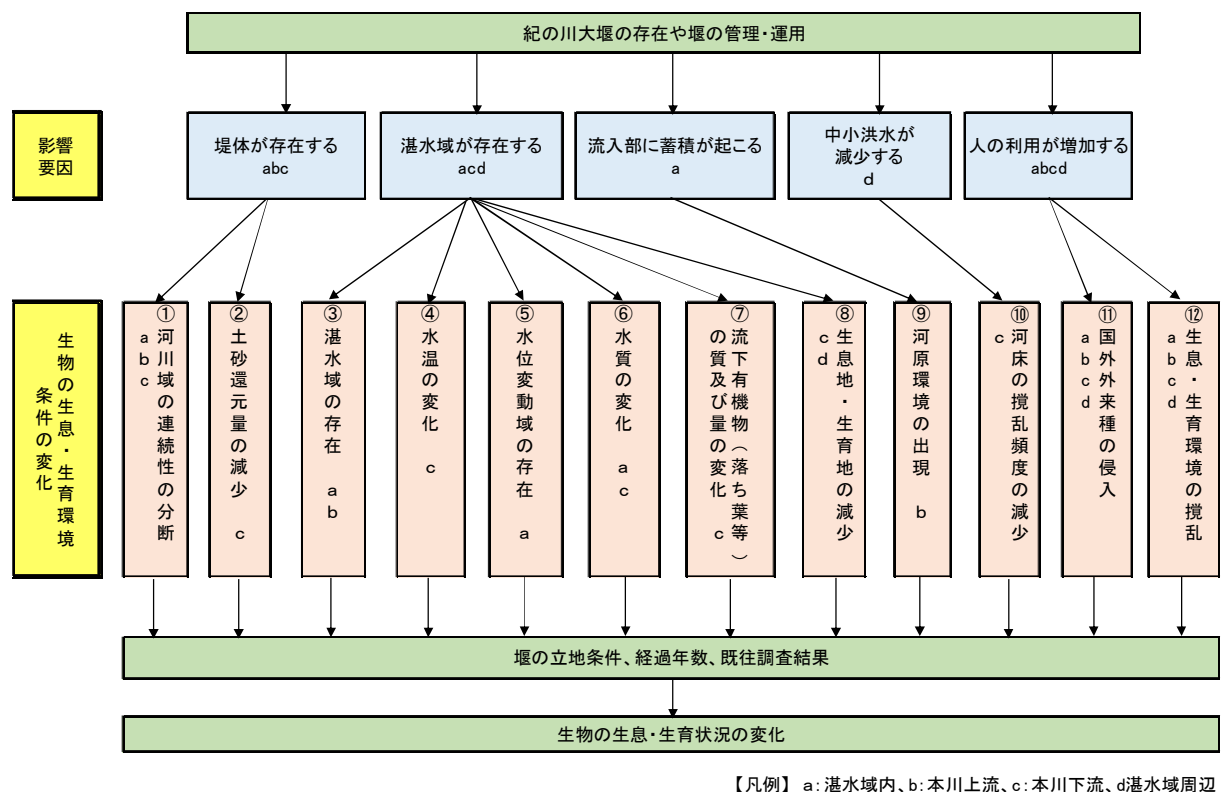 紀の川大堰の存在や堰の管理・運用
影響
要因
堤体が存在する
abc
湛水域が存在する
acd
流入部に蓄積が起こる
a
中小洪水が
減少する
d
人の利用が増加する
abcd
生物の生息・生育環境
条件の変化
①
河川域の連続性の分断
abc
②
土砂還元量の減少 c
③
湛水域の存在 ab
④
水温の変化 c
⑤
水位変動域の存在 a
⑥
水質の変化 ac
⑦
流下有機物（落ち葉等）
の質及び量の変化 c
⑧
生息地・生育地の減少
cd
⑨
河原環境の出現 b
⑩
河床の撹乱頻度の減少
c
⑪
国外外来種の侵入
abcd
⑫
生息・生育環境の撹乱
abcd
堰の立地条件、経過年数、既往調査結果
生物の生息・生育状況の変化
【凡例】 a：湛水域内、b：本川上流、c：本川下流、d湛水域周辺